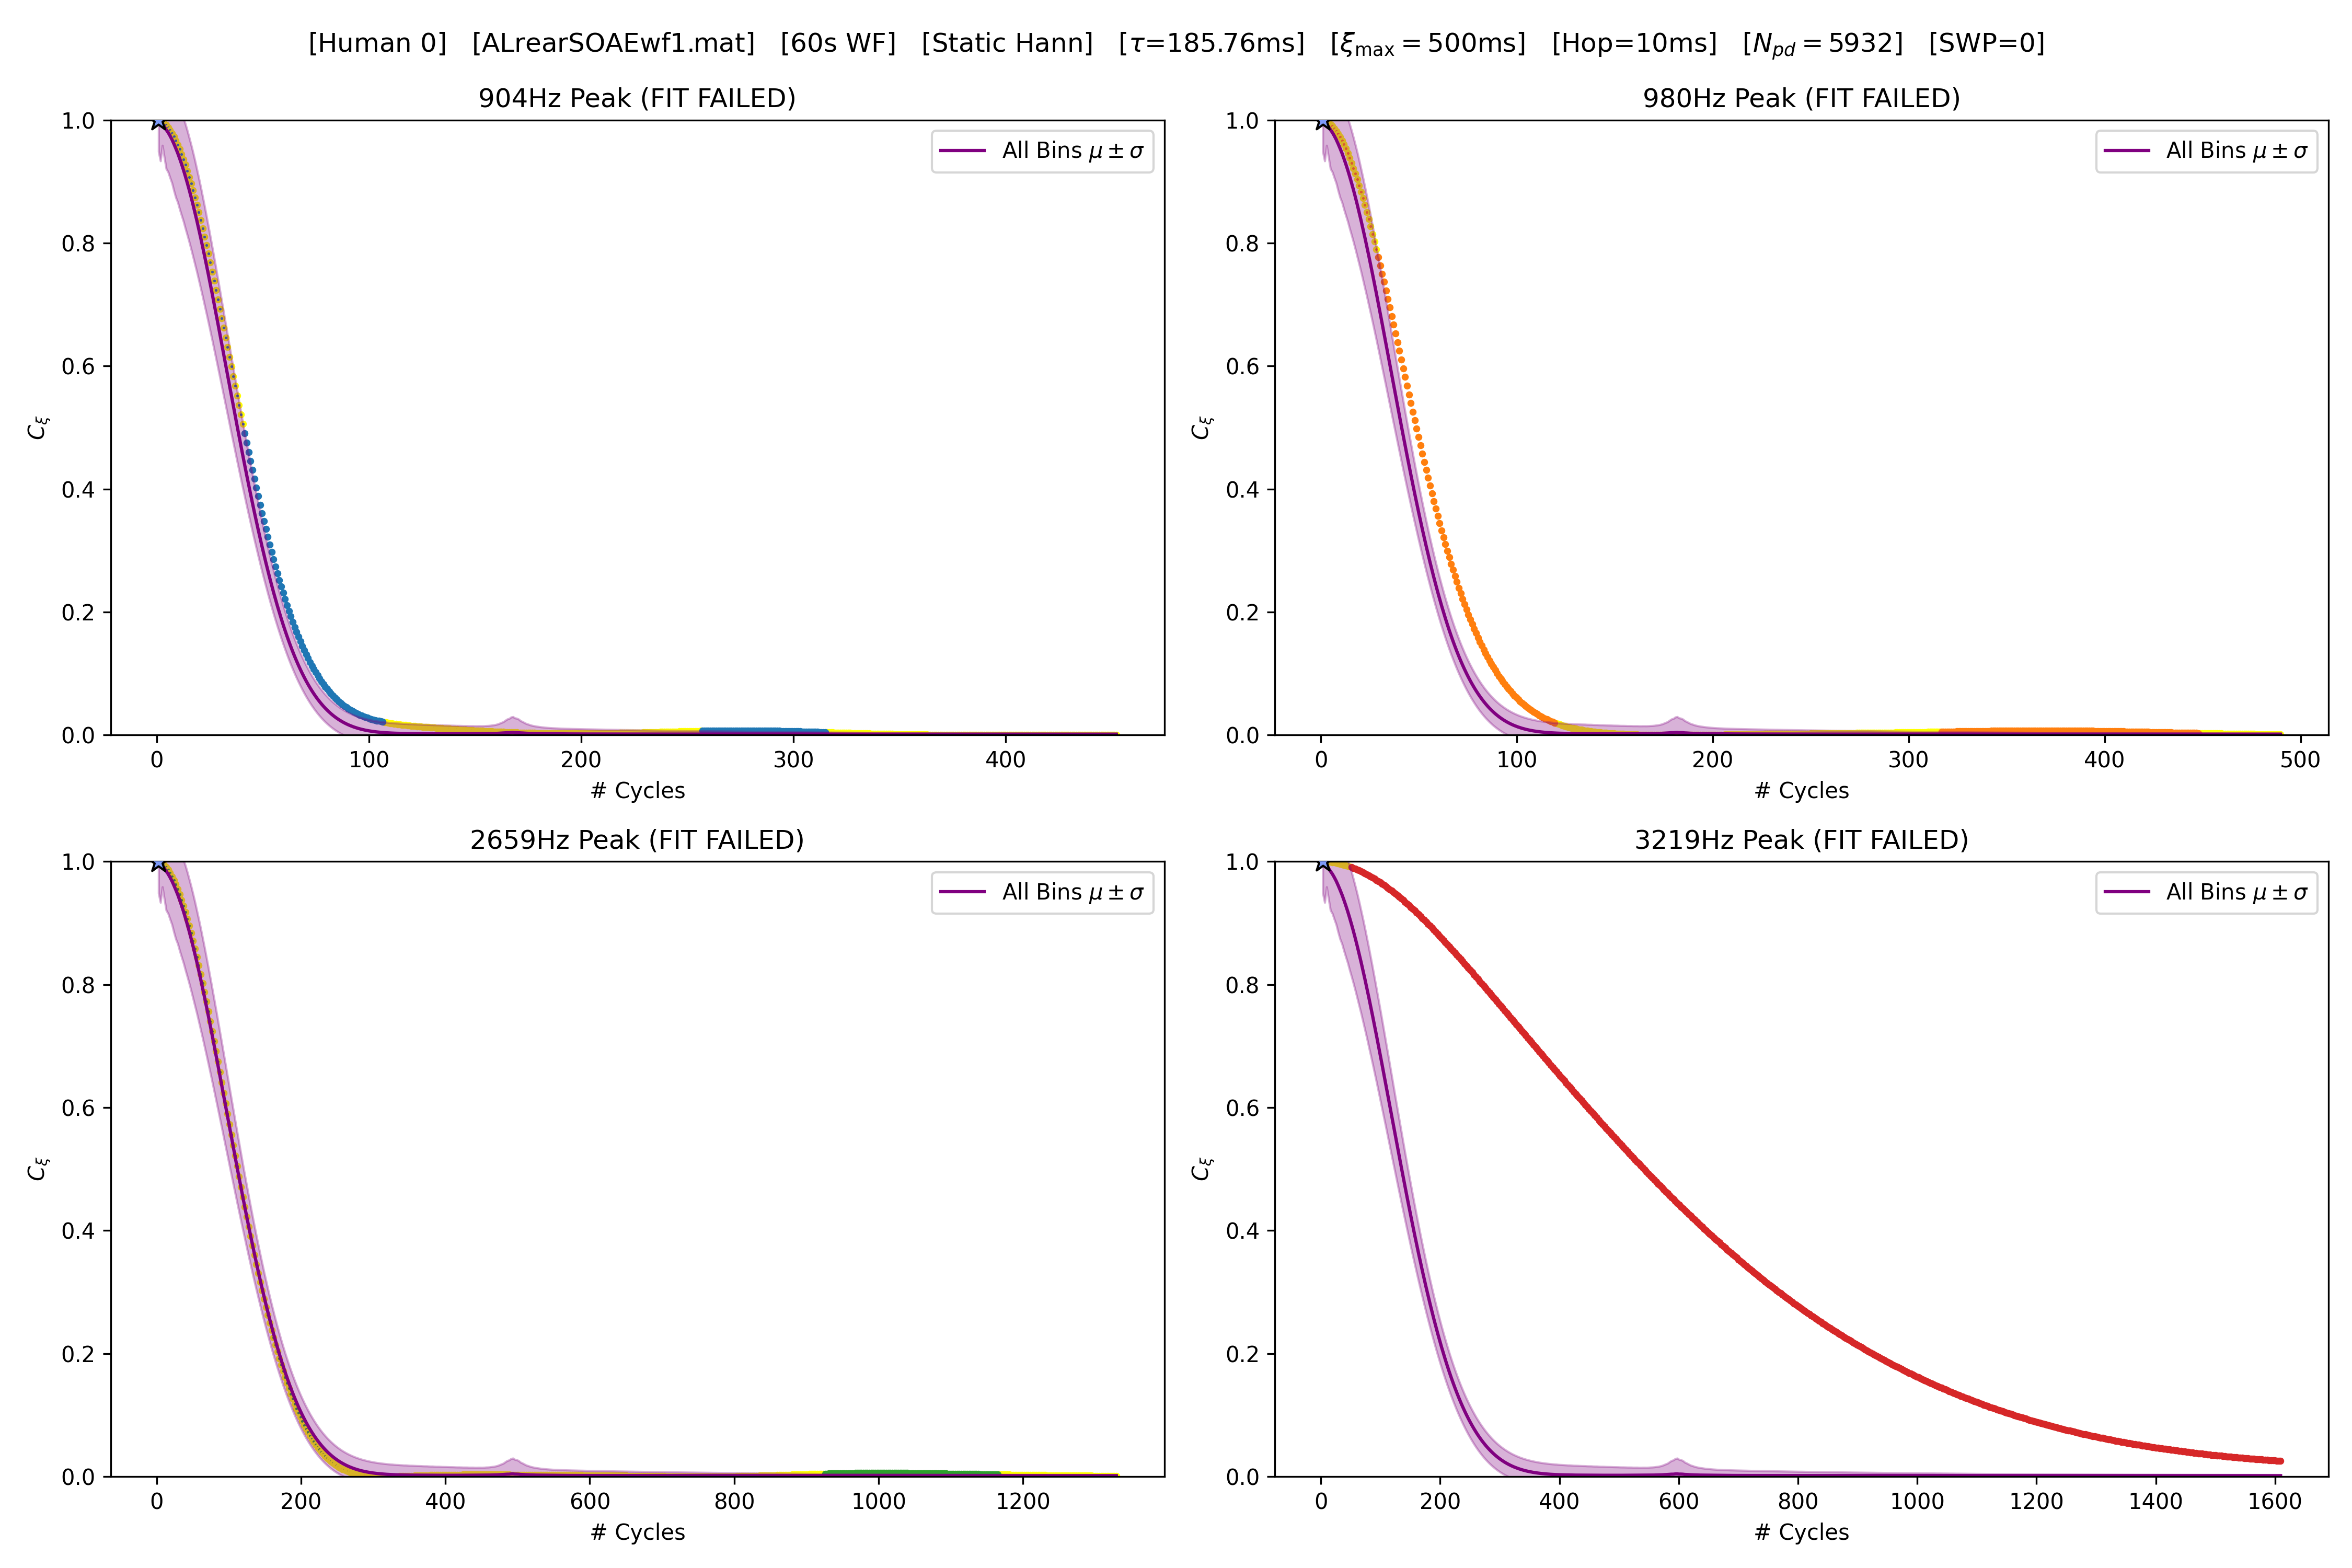 [Human 0] [ALrearSOAEwf1.mat] [60s WF] [Static Hann] [τ=185.76ms] [ξmax = 500ms] [Hop=10ms] [Npd = 5932] [SWP=0]
904Hz Peak (FIT FAILED)
1.0
0.8
0.6
0.4
0.2
0.0
Cξ
0 100 200 300 400
# Cycles
All Bins μ ± σ
980Hz Peak (FIT FAILED)
1.0
0.8
0.6
0.4
0.2
0.0
Cξ
0 100 200 300 400 500
# Cycles
All Bins μ ± σ
2659Hz Peak (FIT FAILED)
1.0
0.8
0.6
0.4
0.2
0.0
Cξ
0 200 400 600 800 1000 1200
# Cycles
All Bins μ ± σ
3219Hz Peak (FIT FAILED)
1.0
0.8
0.6
0.4
0.2
0.0
Cξ
0 200 400 600 800 1000 1200 1400 1600
# Cycles
All Bins μ ± σ